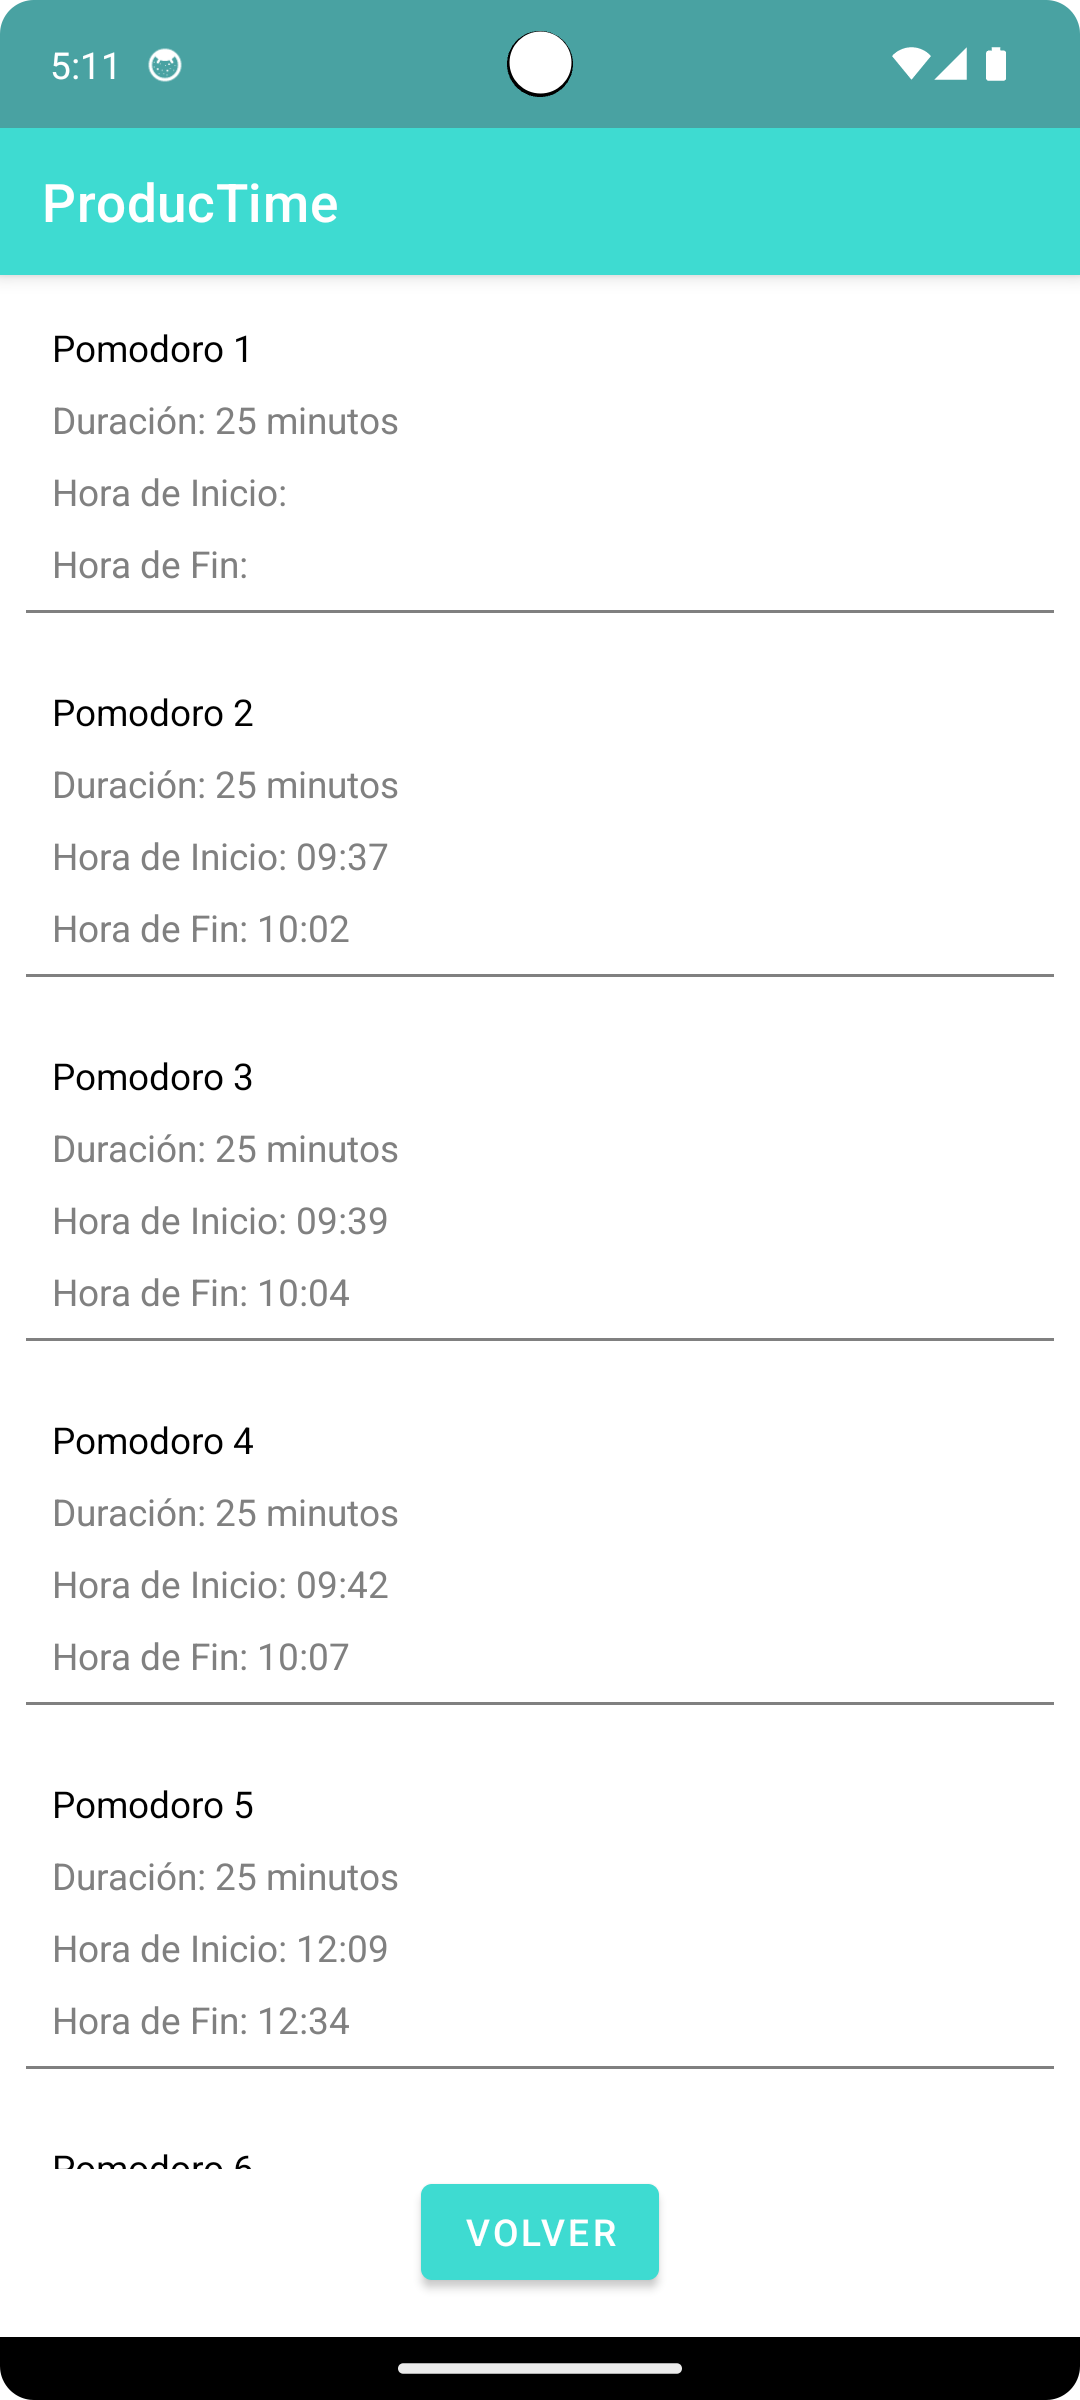 5:11
ProducTime
Pomodoro 1
Duración: 25 minutos
Hora de Inicio:
Hora de Fin:
Pomodoro 2
Duración: 25 minutos
Hora de Inicio: 09:37
Hora de Fin: 10:02
Pomodoro 3
Duración: 25 minutos
Hora de Inicio: 09:39
Hora de Fin: 10:04
Pomodoro 4
Duración: 25 minutos
Hora de Inicio: 09:42
Hora de Fin: 10:07
Pomodoro 5
Duración: 25 minutos
Hora de Inicio: 12:09
Hora de Fin: 12:34
Pomodoro 6
VOLVER